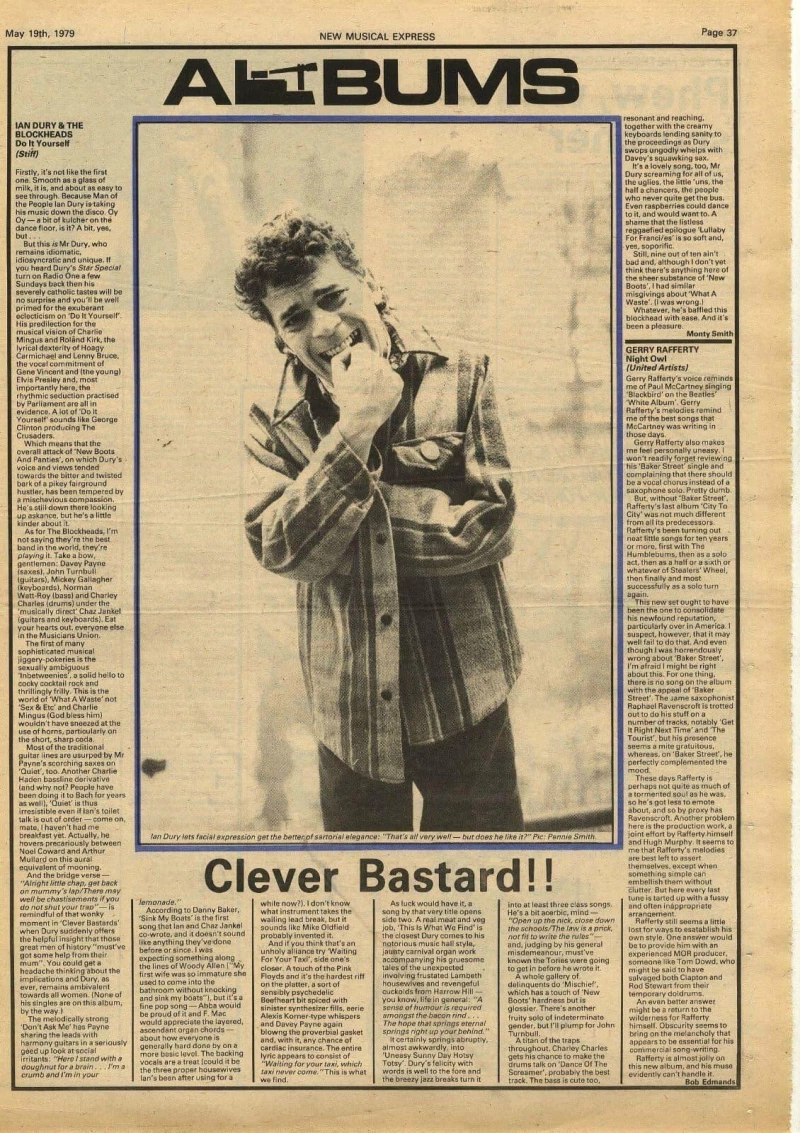 May 19th, 1979
NEW MUSICAL EXPRESS
Page 37
ALBUMS
IAN DURY & THE
BLOCKHEADS
Do It Yourself
(Stiff)
Firstly, it's not like the first
one. Smooth as a glass of
milk, it is, and about as easy to
see through. Because Man of
the People Ian Dury is taking
his music down the disco. Oy
Oy — a bit of kulcher on the
dance floor, is it? A bit, yes,
but . . .
But this is Mr Dury, who
remains idiomatic,
idiosyncratic and unique. If
you heard Dury's Star Special
turn on Radio One a few
Sundays back then his
severely catholic tastes will be
no surprise and you'll be well
primed for the exuberant
eclecticism on 'Do It Yourself'.
His predilection for the
musical vision of Charlie
Mingus and Roland Kirk, the
lyrical dexterity of Hoagy
Carmichael and Lenny Bruce,
the vocal commitment of
Gene Vincent and (the young)
Elvis Presley and, most
importantly here, the
rhythmic seduction practised
by Parliament are all in
evidence. A lot of 'Do It
Yourself' sounds like George
Clinton producing The
Crusaders.
Which means that the
overall attack of 'New Boots
And Panties', on which Dury's
voice and views tended
towards the bitter and twisted
bark of a pikey fairground
hustler, has been tempered by
a mischevious compassion.
He's still down there looking
up askance, but he's a little
kinder about it.
As for The Blockheads, I'm
not saying they're the best
band in the world, they're
playing it. Take a bow,
gentlemen: Davey Payne
(saxes), John Turnbull
(guitars), Mickey Gallagher
(keyboards), Norman
Watt-Roy (bass) and Charley
Charles (drums) under the
'musically direct' Chaz Jankel
(guitars and keyboards). Eat
your hearts out, everyone else
in the Musicians Union.
The first of many
sophisticated musical
jiggery-pokeries is the
sexually ambiguous
'Inbetweenies', a solid hello to
cocky cocktail rock and
thrillingly frilly. This is the
world of 'What A Waste' not
'Sex & Etc' and Charlie
Mingus (God bless him)
wouldn't have sneezed at the
use of horns, particularly on
the short, sharp coda.
Most of the traditional
guitar lines are usurped by Mr
Payne's scorching saxes on
'Quiet', too. Another Charlie
Haden bassline derivative
(and why not? People have
been doing it to Bach for years
as well), 'Quiet' is thus
irresistible even if Ian's toilet
talk is out of order — come on,
mate, I haven't had me
breakfast yet. Actually, he
hovers precariously between
Noel Coward and Arthur
Mullard on this aural
equivalent of mooning.
And the bridge verse —
"Alright little chap, get back
on mummy's lap/There may
well be chastisements if you
do not shut your trap" — is
remindful of that wonky
moment in 'Clever Bastards'
when Dury suddenly offers
the helpful insight that those
great men of history "must've
got some help from their
mum". You could get a
headache thinking about the
implications and Dury, as
ever, remains ambivalent
towards all women. (None of
his singles are on this album,
by the way.)
The melodically strong
'Don't Ask Me' has Payne
sharing the leads with
harmony guitars in a seriously
geed up look at social
irritants: "Here I stand with a
doughnut for a brain . . . I'm a
crumb and I'm in your
Ian Dury lets facial expression get the better of sartorial elegance: "That's all very well — but does he like it?" Pic: Pennie Smith.
Clever Bastard!!
lemonade."
According to Danny Baker,
'Sink My Boats' is the first
song that Ian and Chaz Jankel
co-wrote, and it doesn't sound
like anything they've done
before or since. I was
expecting something along
the lines of Woody Allen ("My
first wife was so immature she
used to come into the
bathroom without knocking
and sink my boats"), but it's a
fine pop song — Abba would
be proud of it and F. Mac
would appreciate the layered,
ascendant organ chords —
about how everyone is
generally hard done by on a
more basic level. The backing
vocals are a treat (could it be
the three proper housewives
Ian's been after using for a
while now?). I don't know
what instrument takes the
wailing lead break, but it
sounds like Mike Oldfield
probably invented it.
And if you think that's an
unholy alliance try 'Waiting
For Your Taxi', side one's
closer. A touch of the Pink
Floyds and it's the hardest riff
on the platter, a sort of
sensibly psychedelic
Beefheart bit spiced with
sinister synthesizer fills, eerie
Alexis Korner-type whispers
and Davey Payne again
blowing the proverbial gasket
and, with it, any chance of
cardiac insurance. The entire
lyric appears to consist of
"Waiting for your taxi, which
taxi never come." This is what
we find.
As luck would have it, a
song by that very title opens
side two. A real meat and veg
job, 'This Is What We Find' is
the closest Dury comes to his
notorious music hall style,
jaunty carnival organ work
accompanying his gruesome
tales of the unexpected
involving frustated Lambeth
housewives and revengeful
cuckolds from Harrow Hill —
you know, life in general: "A
sense of humour is required
amongst the bacon rind . . .
The hope that springs eternal
springs right up your behind."
It certainly springs abruptly,
almost awkwardly, into
'Uneasy Sunny Day Hotsy
Totsy'. Dury's felicity with
words is well to the fore and
the breezy jazz breaks turn it
into at least three class songs.
He's a bit acerbic, mind —
"Open up the nick, close down
the schools/The law is a prick,
not fit to write the rules" —
and, judging by his general
misdemeanour, must've
known the Tories were going
to get in before he wrote it.
A whole gallery of
delinquents do 'Mischief',
which has a touch of 'New
Boots' hardness but is
glossier. There's another
fruity solo of indeterminate
gender, but I'll plump for John
Turnbull.
A titan of the taps
throughout, Charley Charles
gets his chance to make the
drums talk on 'Dance Of The
Screamer', probably the best
track. The bass is cute too,
resonant and reaching,
together with the creamy
keyboards lending sanity to
the proceedings as Dury
swops ungodly whelps with
Davey's squawking sax.
It's a lovely song, too, Mr
Dury screaming for all of us,
the uglies, the little 'uns, the
half a chancers, the people
who never quite get the bus.
Even raspberries could dance
to it, and would want to. A
shame that the listless
reggaefied epilogue 'Lullaby
For Franci/es' is so soft and,
yes, soporific.
Still, nine out of ten ain't
bad and, although I don't yet
think there's anything here of
the sheer substance of 'New
Boots', I had similar
misgivings about 'What A
Waste'. (I was wrong.)
Whatever, he's baffled this
blockhead with ease. And it's
been a pleasure.
Monty Smith
GERRY RAFFERTY
Night Owl
(United Artists)
Gerry Rafferty's voice reminds
me of Paul McCartney singing
'Blackbird' on the Beatles'
'White Album'. Gerry
Rafferty's melodies remind
me of the best songs that
McCartney was writing in
those days.
Gerry Rafferty also makes
me feel personally uneasy. I
won't readily forget reviewing
his 'Baker Street' single and
complaining that there should
be a vocal chorus instead of a
saxophone solo. Pretty dumb.
But, without 'Baker Street',
Rafferty's last album 'City To
City' was not much different
from all its predecessors.
Rafferty's been turning out
neat little songs for ten years
or more, first with The
Humblebums, then as a solo
act, then as a half or a sixth or
whatever of Stealers' Wheel,
then finally and most
successfully as a solo turn
again.
This new set ought to have
been the one to consolidate
his newfound reputation,
particularly over in America. I
suspect, however, that it may
well fail to do that. And even
though I was horrendously
wrong about 'Baker Street',
I'm afraid I might be right
about this. For one thing,
there is no song on the album
with the appeal of 'Baker
Street'. The same saxophonist
Raphael Ravenscroft is trotted
out to do his stuff on a
number of tracks, notably 'Get
It Right Next Time' and 'The
Tourist', but his presence
seems a mite gratuitous,
whereas, on 'Baker Street', he
perfectly complemented the
mood.
These days Rafferty is
perhaps not quite as much of
a tormented soul as he was,
so he's got less to emote
about, and so by proxy has
Ravenscroft. Another problem
here is the production work, a
joint effort by Rafferty himself
and Hugh Murphy. It seems to
me that Rafferty's melodies
are best left to assert
themselves, except when
something simple can
embellish them without
clutter. But here every last
tune is tarted up with a fussy
and often inappropriate
arrangement.
Rafferty still seems a little
lost for ways to esatablish his
own style. One answer would
be to provide him with an
experienced MOR producer,
someone like Tom Dowd, who
might be said to have
salvaged both Clapton and
Rod Stewart from their
temporary doldrums.
An even better answer
might be a return to the
wilderness for Rafferty
himself. Obscurity seems to
bring on the melancholy that
appears to be essential for his
commercial song-writing.
Rafferty is almost jolly on
this new album, and his muse
evidently can't handle it.
Bob Edmands